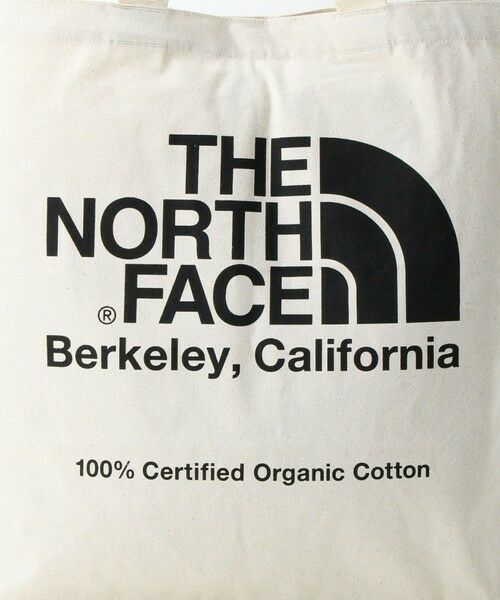 THE
NORTH
® FACE
Berkeley, California
100% Certified Organic Cotton